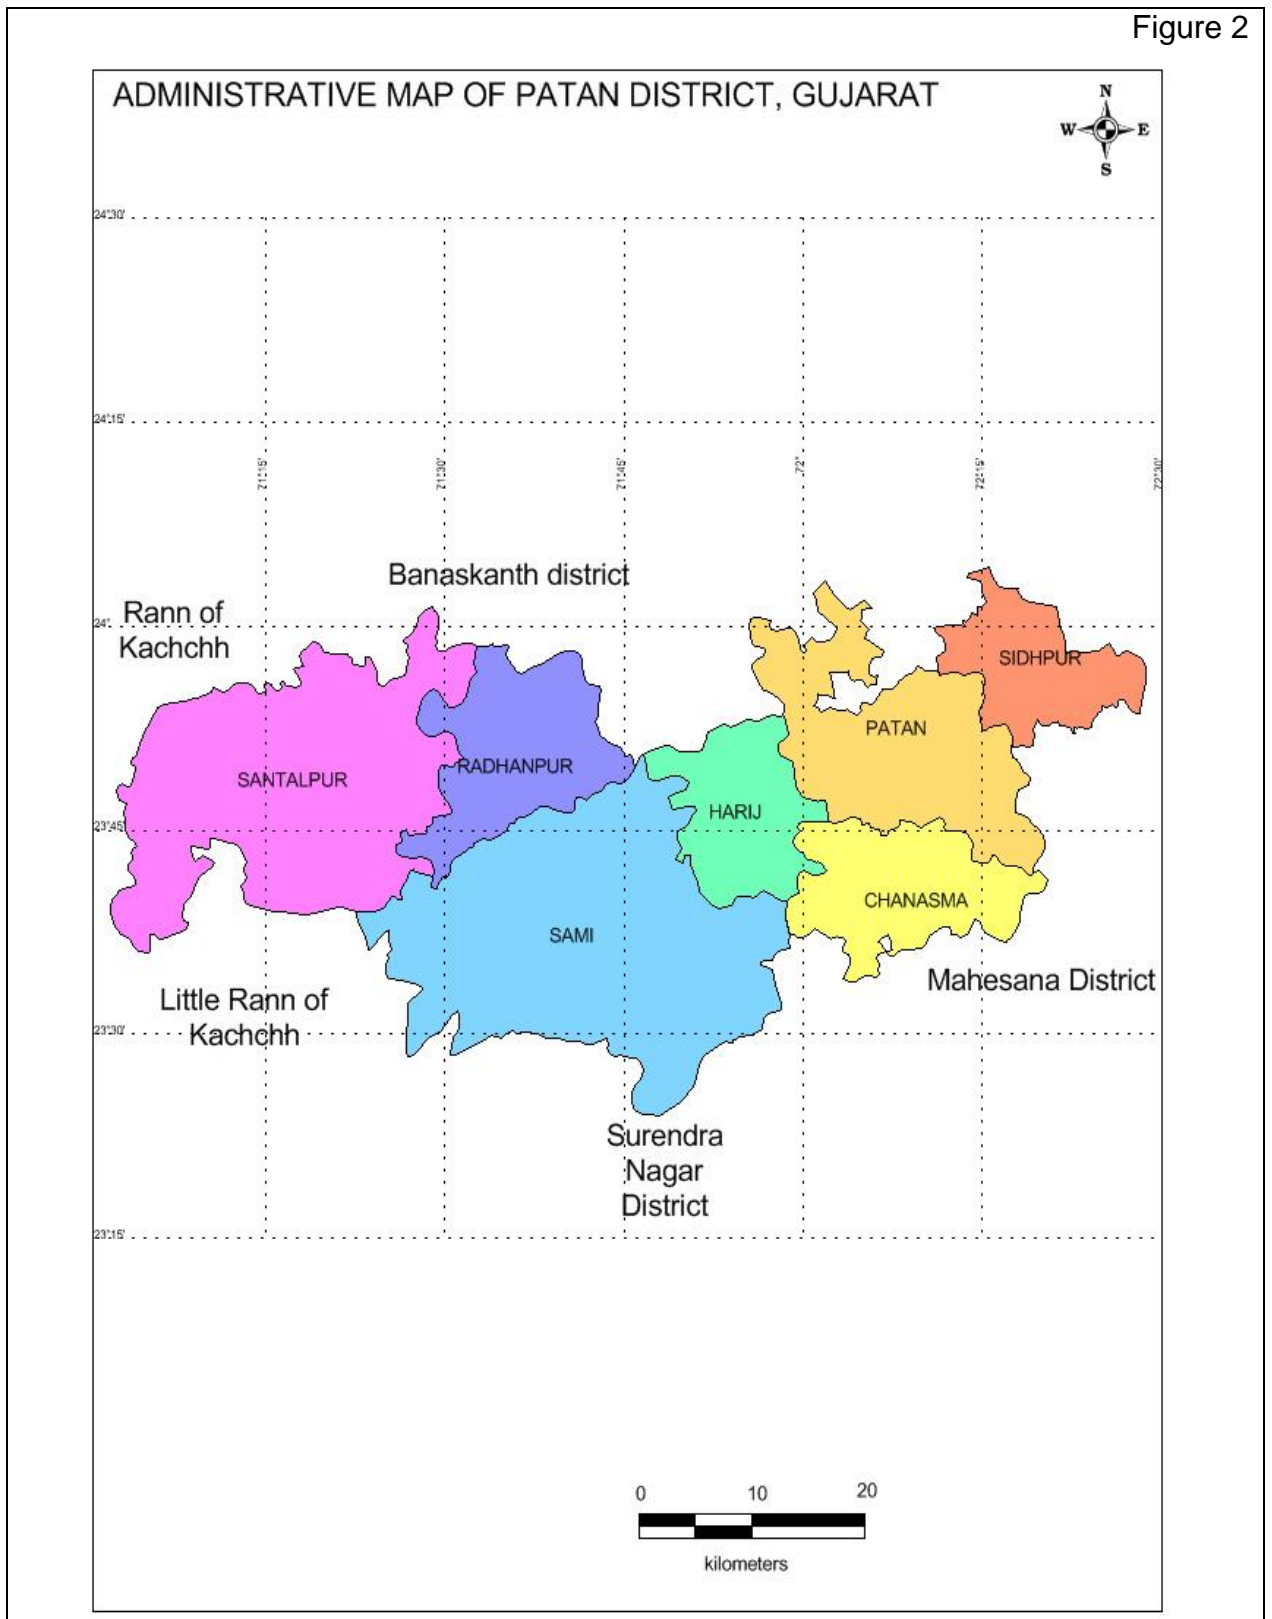 Figure 2
ADMINISTRATIVE MAP OF PATAN DISTRICT, GUJARAT
N
W E
S
24°30'
24°15'
71°15'
71°30'
71°45'
72°
72°15'
72°30'
Banaskanth district
Rann of
Kachchh
24°
SIDHPUR
PATAN
RADHANPUR
SANTALPUR
HARIJ
23°45'
CHANASMA
SAMI
Mahesana District
Little Rann of
Kachchh
23°30'
Surendra
Nagar
District
23°15'
0 10 20
kilometers